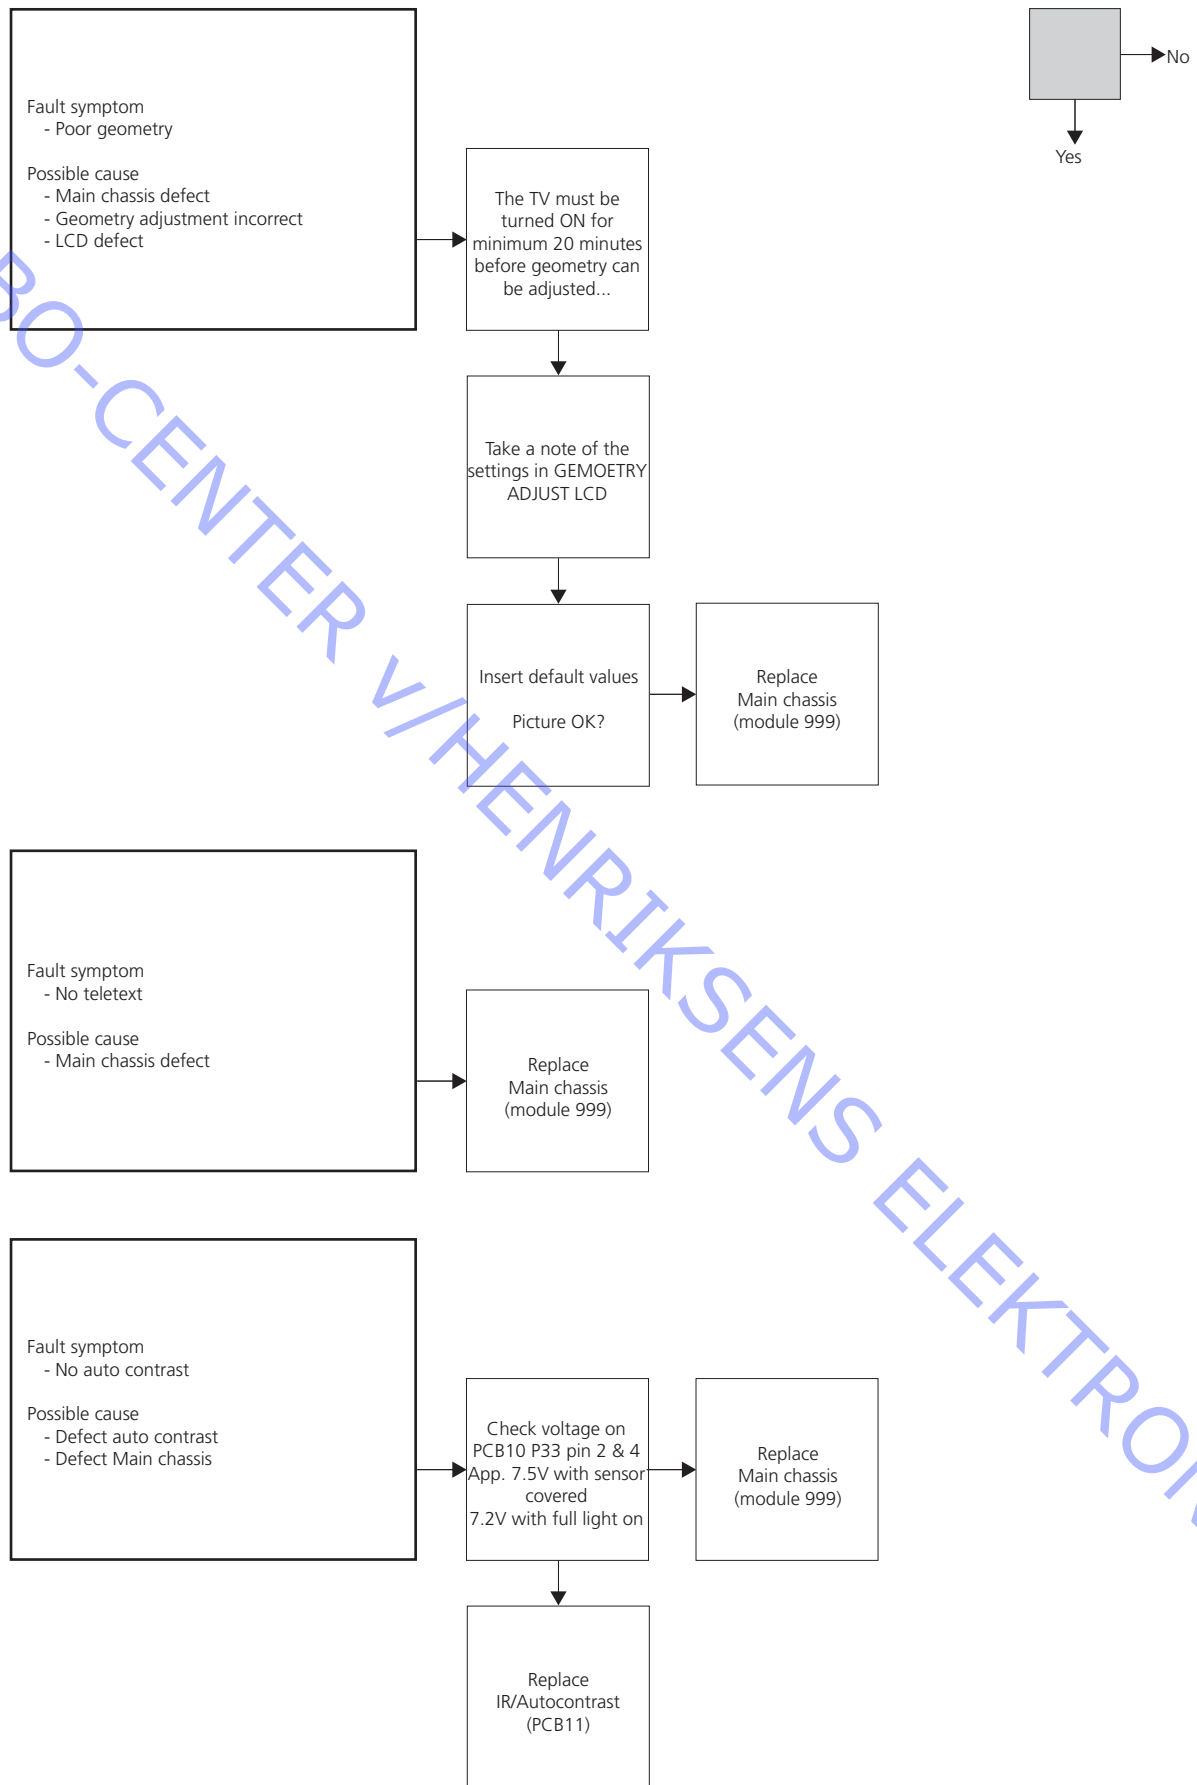 No
Yes
Fault symptom
- Poor geometry
Possible cause
- Main chassis defect
- Geometry adjustment incorrect
- LCD defect
The TV must be
turned ON for
minimum 20 minutes
before geometry can
be adjusted...
Take a note of the
settings in GEMOETRY
ADJUST LCD
Insert default values
Picture OK?
Replace
Main chassis
(module 999)
Fault symptom
- No teletext
Possible cause
- Main chassis defect
Replace
Main chassis
(module 999)
Fault symptom
- No auto contrast
Possible cause
- Defect auto contrast
- Defect Main chassis
Check voltage on
PCB10 P33 pin 2 & 4
App. 7.5V with sensor
covered
7.2V with full light on
Replace
Main chassis
(module 999)
Replace
IR/Autocontrast
(PCB11)
BO-CENTER v/HENRIKSENS ELEKTRON